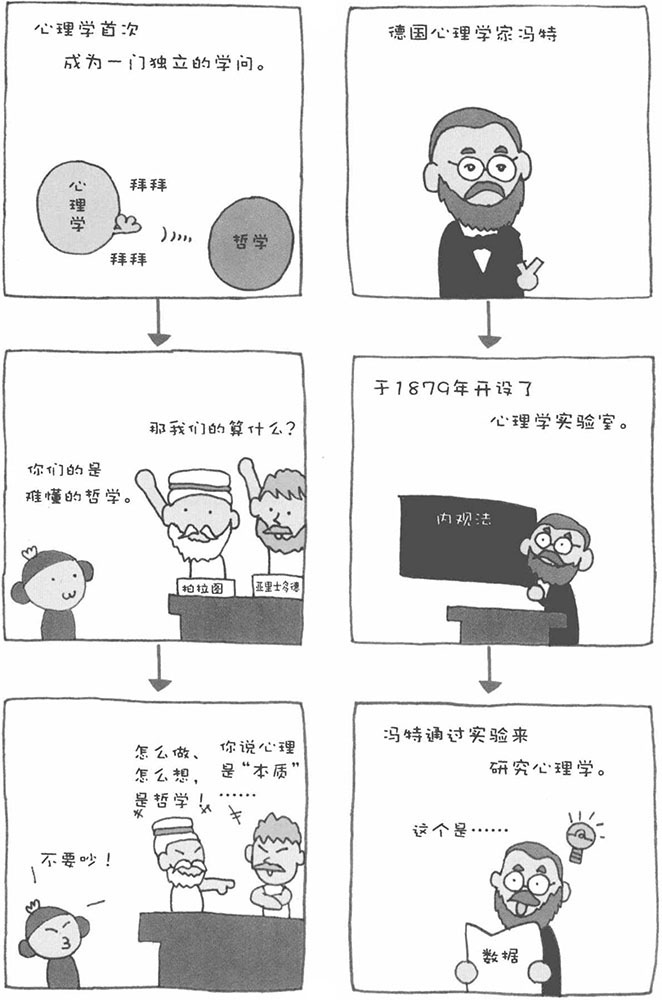 德国心理学家冯特
于1879年开设了
心理学实验室。
内观法
冯特通过实验来
研究心理学。
这个是……
数据
心理学首次
成为一门独立的学问。
心理学
拜拜
拜拜
哲学
那我们的算什么?
你们的是
难懂的哲学。
柏拉图
亚里士多德
你说心理
是“本质”
……
怎么做、
怎么想，
是哲学！
不要吵！